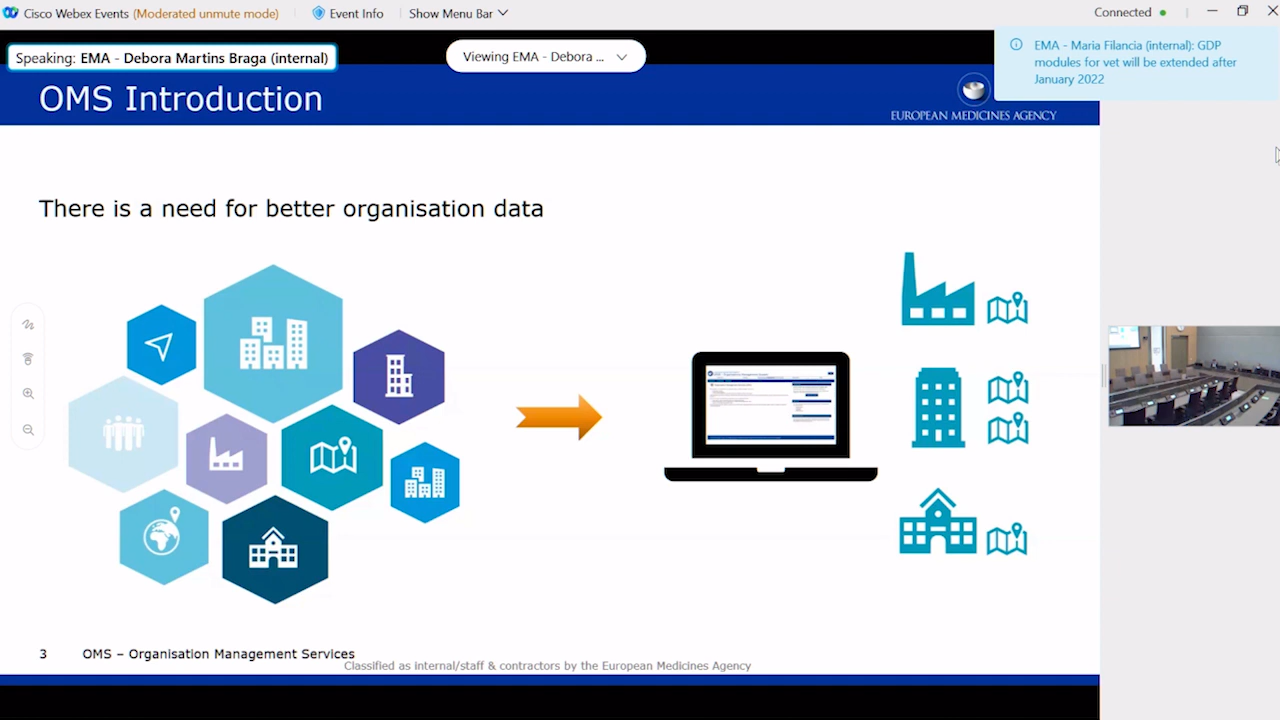 Cisco Webex Events (Moderated unmute mode)
Event Info
Show Menu Bar
Connected
Speaking: EMA - Debora Martins Braga (internal)
Viewing EMA - Debora ...
EMA - Maria Filancia (internal): GDP
modules for vet will be extended after
January 2022
OMS Introduction
EUROPEAN MEDICINES AGENCY
There is a need for better organisation data
3 OMS – Organisation Management Services
Classified as internal/staff & contractors by the European Medicines Agency